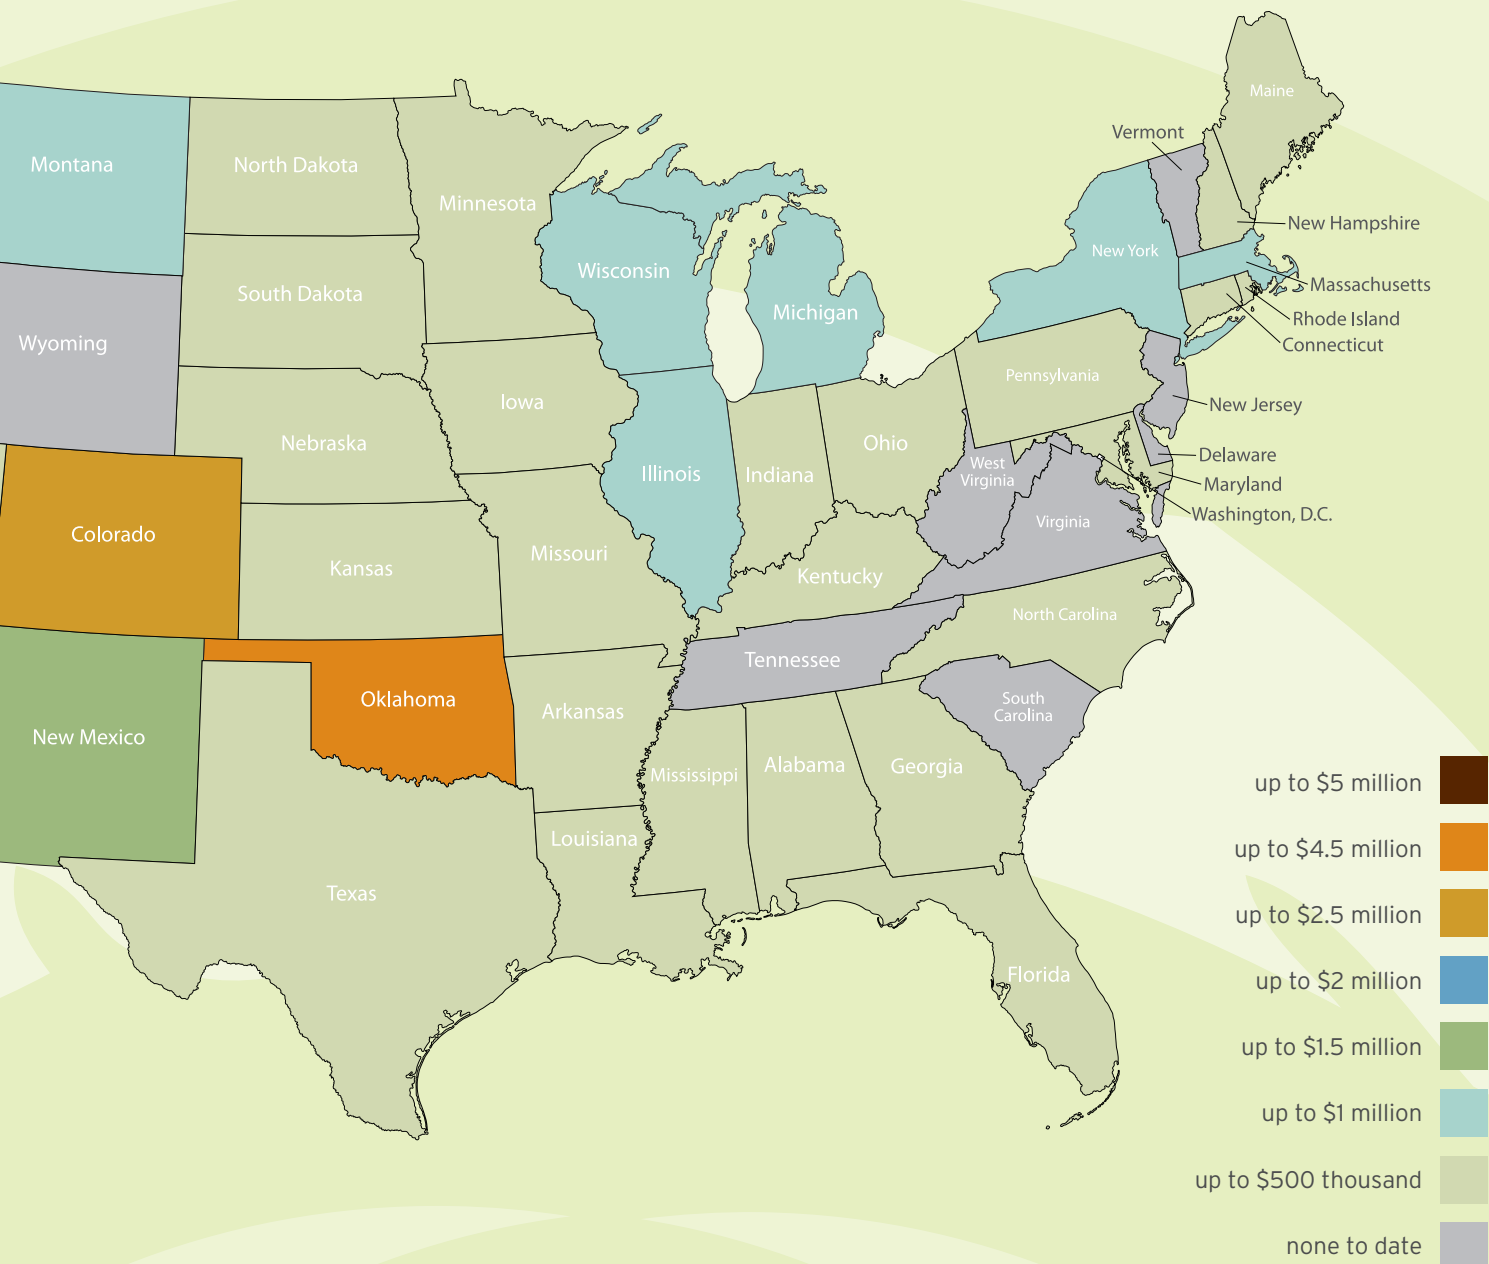 Maine
Vermont
Montana
North Dakota
Minnesota
New Hampshire
New York
Wisconsin
Massachusetts
South Dakota
Michigan
Rhode Island
Wyoming
Connecticut
Pennsylvania
Iowa
New Jersey
Nebraska
Ohio
Delaware
West
Virginia
Illinois
Indiana
Maryland
Washington, D.C.
Virginia
Colorado
Missouri
Kansas
Kentucky
North Carolina
Tennessee
Oklahoma
South
Carolina
Arkansas
New Mexico
Mississippi
Alabama
Georgia
Louisiana
Texas
Florida
up to $5 million
up to $4.5 million
up to $2.5 million
up to $2 million
up to $1.5 million
up to $1 million
up to $500 thousand
none to date